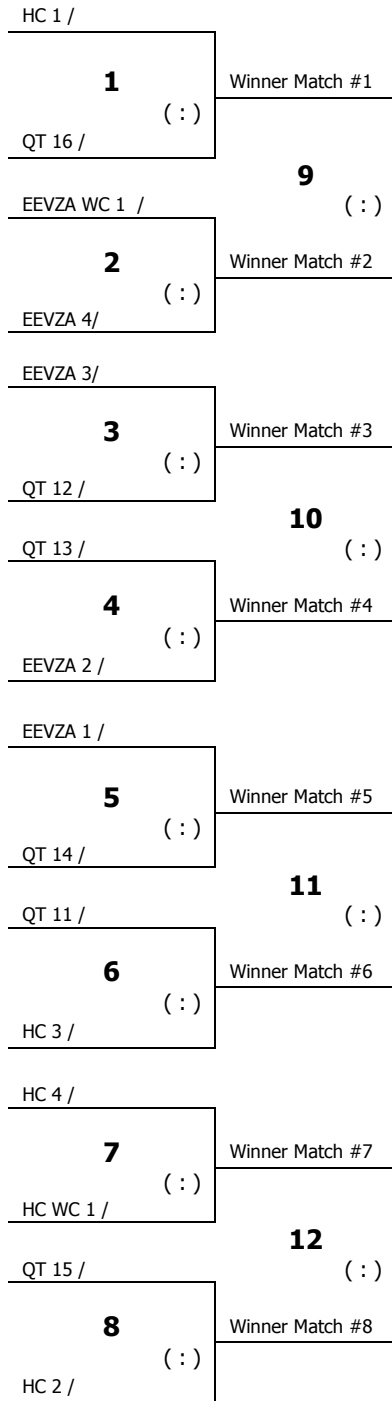 HC 1 /
1
Winner Match #1
( : )
QT 16 /
9
( : )
EEVZA WC 1 /
2
Winner Match #2
( : )
EEVZA 4/
EEVZA 3/
3
Winner Match #3
( : )
QT 12 /
10
( : )
QT 13 /
4
Winner Match #4
( : )
EEVZA 2 /
EEVZA 1 /
5
Winner Match #5
( : )
QT 14 /
11
( : )
QT 11 /
6
Winner Match #6
( : )
HC 3 /
HC 4 /
7
Winner Match #7
( : )
HC WC 1 /
12
( : )
QT 15 /
8
Winner Match #8
( : )
HC 2 /